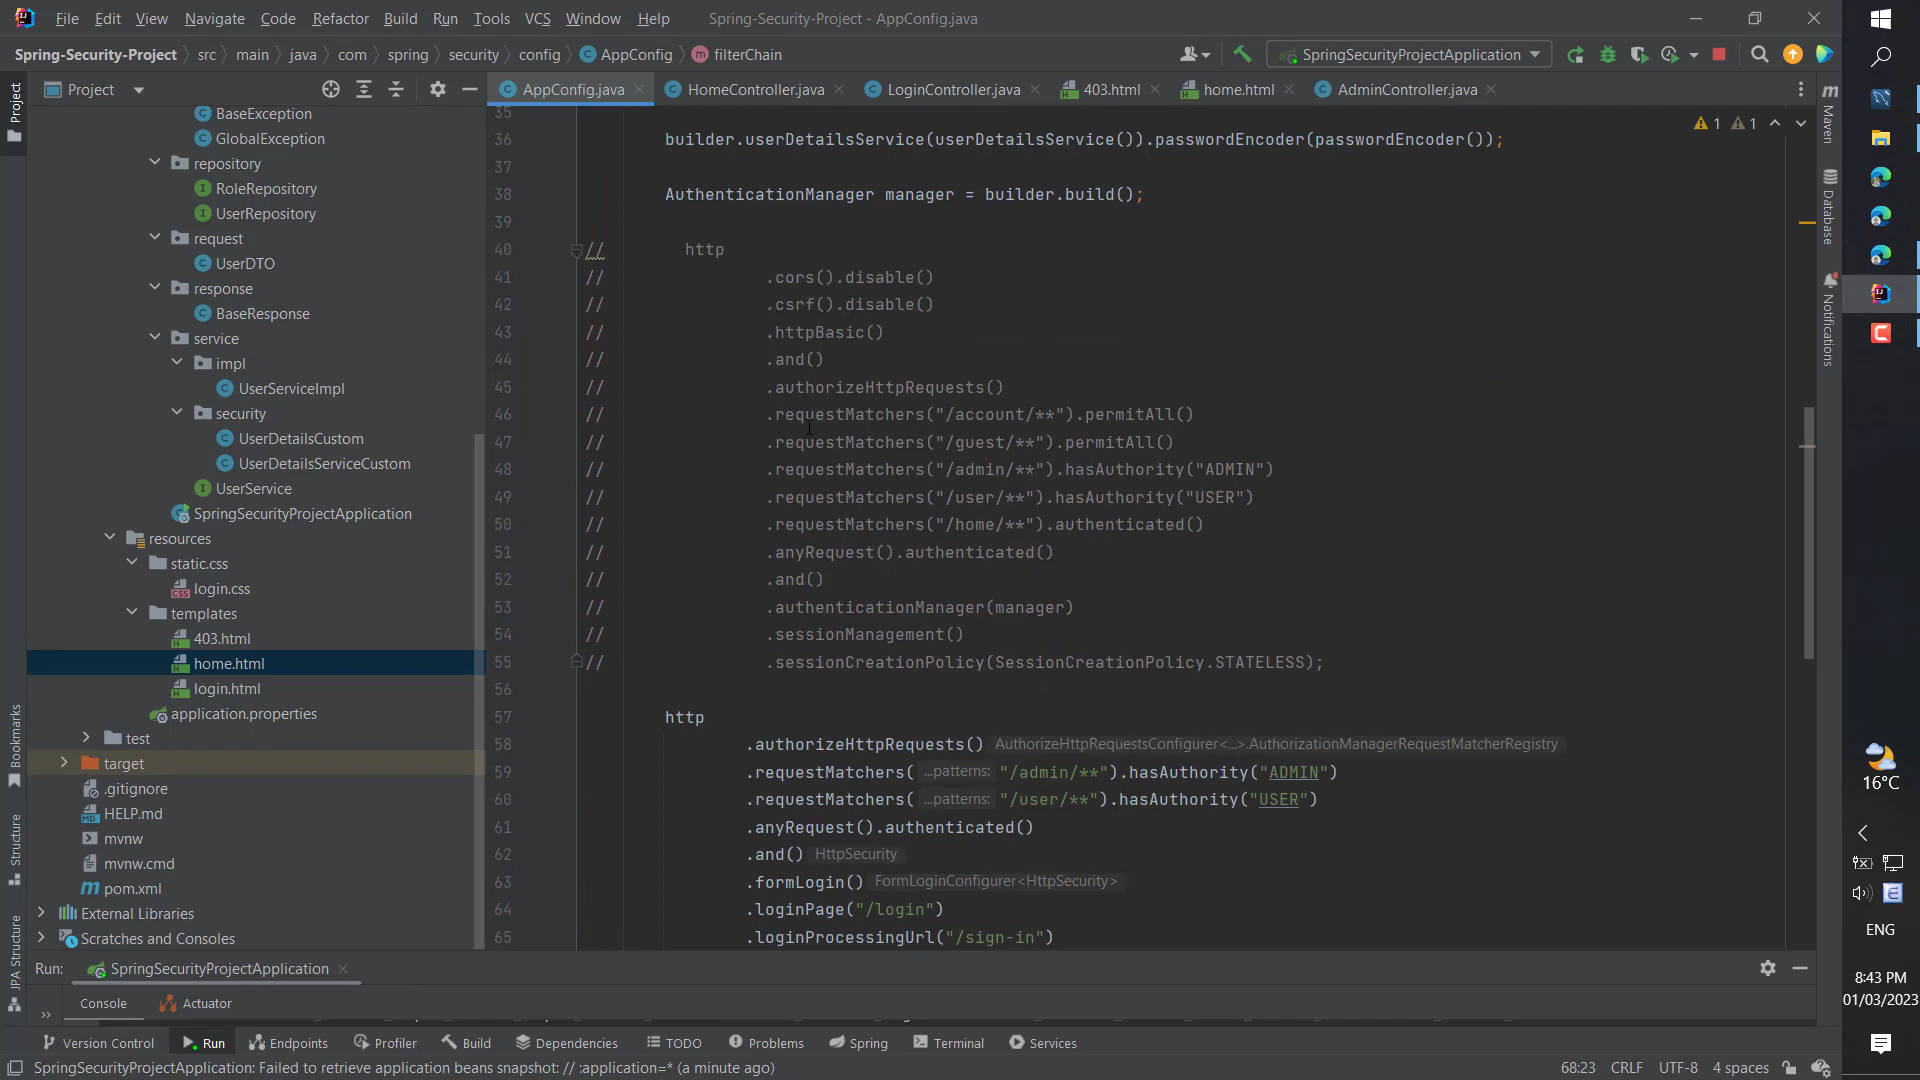 File Edit View Navigate Code Refactor Build Run Tools VCS Window Help Spring-Security-Project - AppConfig.java
Spring-Security-Project src main java com spring security config AppConfig filterChain SpringSecurityProjectApplication
Project AppConfig.java HomeController.java LoginController.java 403.html home.html AdminController.java
BaseException
GlobalException
repository
RoleRepository
UserRepository
request
UserDTO
response
BaseResponse
service
impl
UserServiceImpl
security
UserDetailsCustom
UserDetailsServiceCustom
UserService
SpringSecurityProjectApplication
resources
static.css
login.css
templates
403.html
home.html
login.html
application.properties
test
target
.gitignore
HELP.md
mvnw
mvnw.cmd
pom.xml
External Libraries
Scratches and Consoles
35
36 builder.userDetailsService(userDetailsService()).passwordEncoder(passwordEncoder());
37
38 AuthenticationManager manager = builder.build();
39
40 // http
41 // .cors().disable()
42 // .csrf().disable()
43 // .httpBasic()
44 // .and()
45 // .authorizeHttpRequests()
46 // .requestMatchers("/account/**").permitAll()
47 // .requestMatchers("/guest/**").permitAll()
48 // .requestMatchers("/admin/**").hasAuthority("ADMIN")
49 // .requestMatchers("/user/**").hasAuthority("USER")
50 // .requestMatchers("/home/**").authenticated()
51 // .anyRequest().authenticated()
52 // .and()
53 // .authenticationManager(manager)
54 // .sessionManagement()
55 // .sessionCreationPolicy(SessionCreationPolicy.STATELESS);
56
57 http
58 .authorizeHttpRequests() AuthorizeHttpRequestsConfigurer<...>.AuthorizationManagerRequestMatcherRegistry
59 .requestMatchers( ...patterns: "/admin/**").hasAuthority("ADMIN")
60 .requestMatchers( ...patterns: "/user/**").hasAuthority("USER")
61 .anyRequest().authenticated()
62 .and() HttpSecurity
63 .formLogin() FormLoginConfigurer<HttpSecurity>
64 .loginPage("/login")
65 .loginProcessingUrl("/sign-in")
1 1
Project
Bookmarks
Structure
JPA Structure
Maven
Database
Notifications
Run: SpringSecurityProjectApplication
Console Actuator
Version Control Run Endpoints Profiler Build Dependencies TODO Problems Spring Terminal Services
SpringSecurityProjectApplication: Failed to retrieve application beans snapshot: // :application=* (a minute ago) 68:23 CRLF UTF-8 4 spaces
16°C
ENG
8:43 PM
01/03/2023